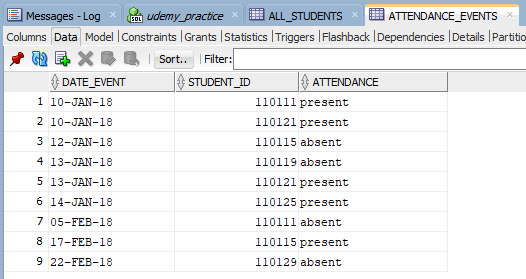 Messages - Log udemy_practice ALL_STUDENTS ATTENDANCE_EVENTS
Columns Data Model Constraints Grants Statistics Triggers Flashback Dependencies Details Partition
Sort.. Filter:
DATE_EVENT STUDENT_ID ATTENDANCE
1 10-JAN-18 110111 present
2 10-JAN-18 110121 present
3 12-JAN-18 110115 absent
4 13-JAN-18 110119 absent
5 13-JAN-18 110121 present
6 14-JAN-18 110125 present
7 05-FEB-18 110111 absent
8 17-FEB-18 110115 present
9 22-FEB-18 110129 absent